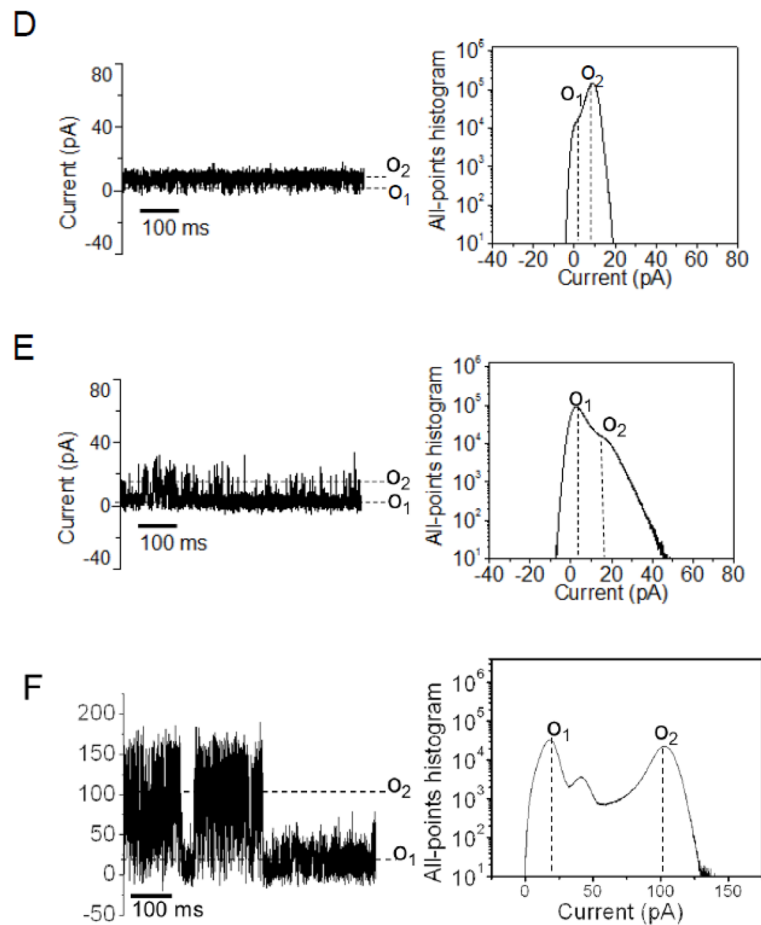 D
80
40
0
-40
Current (pA)
O2
O1
100 ms
10^6
10^5
10^4
10^3
10^2
10^1
All-points histogram
O1
O2
-40 -20 0 20 40 60 80
Current (pA)
E
80
40
0
-40
Current (pA)
O2
O1
100 ms
10^6
10^5
10^4
10^3
10^2
10^1
All-points histogram
O1
O2
-40 -20 0 20 40 60 80
Current (pA)
F
200
150
100
50
0
-50
O2
O1
100 ms
10^6
10^5
10^4
10^3
10^2
10^1
All-points histogram
O1
O2
0 50 100 150
Current (pA)